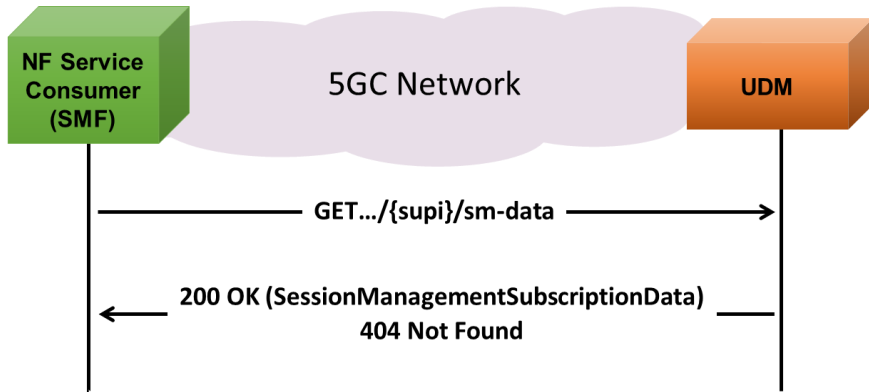 NF Service
Consumer
(SMF)
5GC Network
UDM
GET…/{supi}/sm-data
200 OK (SessionManagementSubscriptionData)
404 Not Found